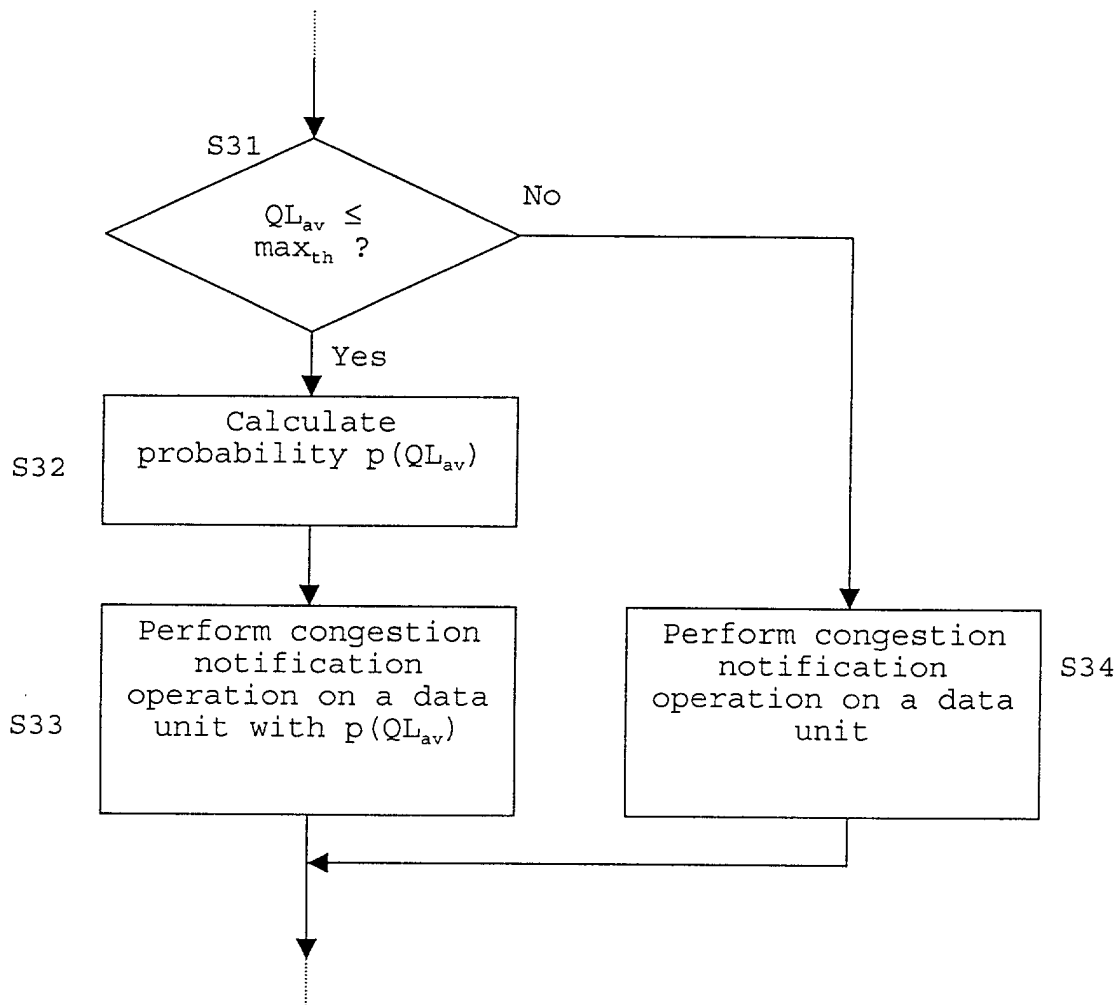 S31
QLav ≤
maxth ?
No
Yes
Calculate
probability p(QLav)
S32
Perform congestion
notification
operation on a data
unit with p(QLav)
S33
Perform congestion
notification
operation on a data
unit
S34